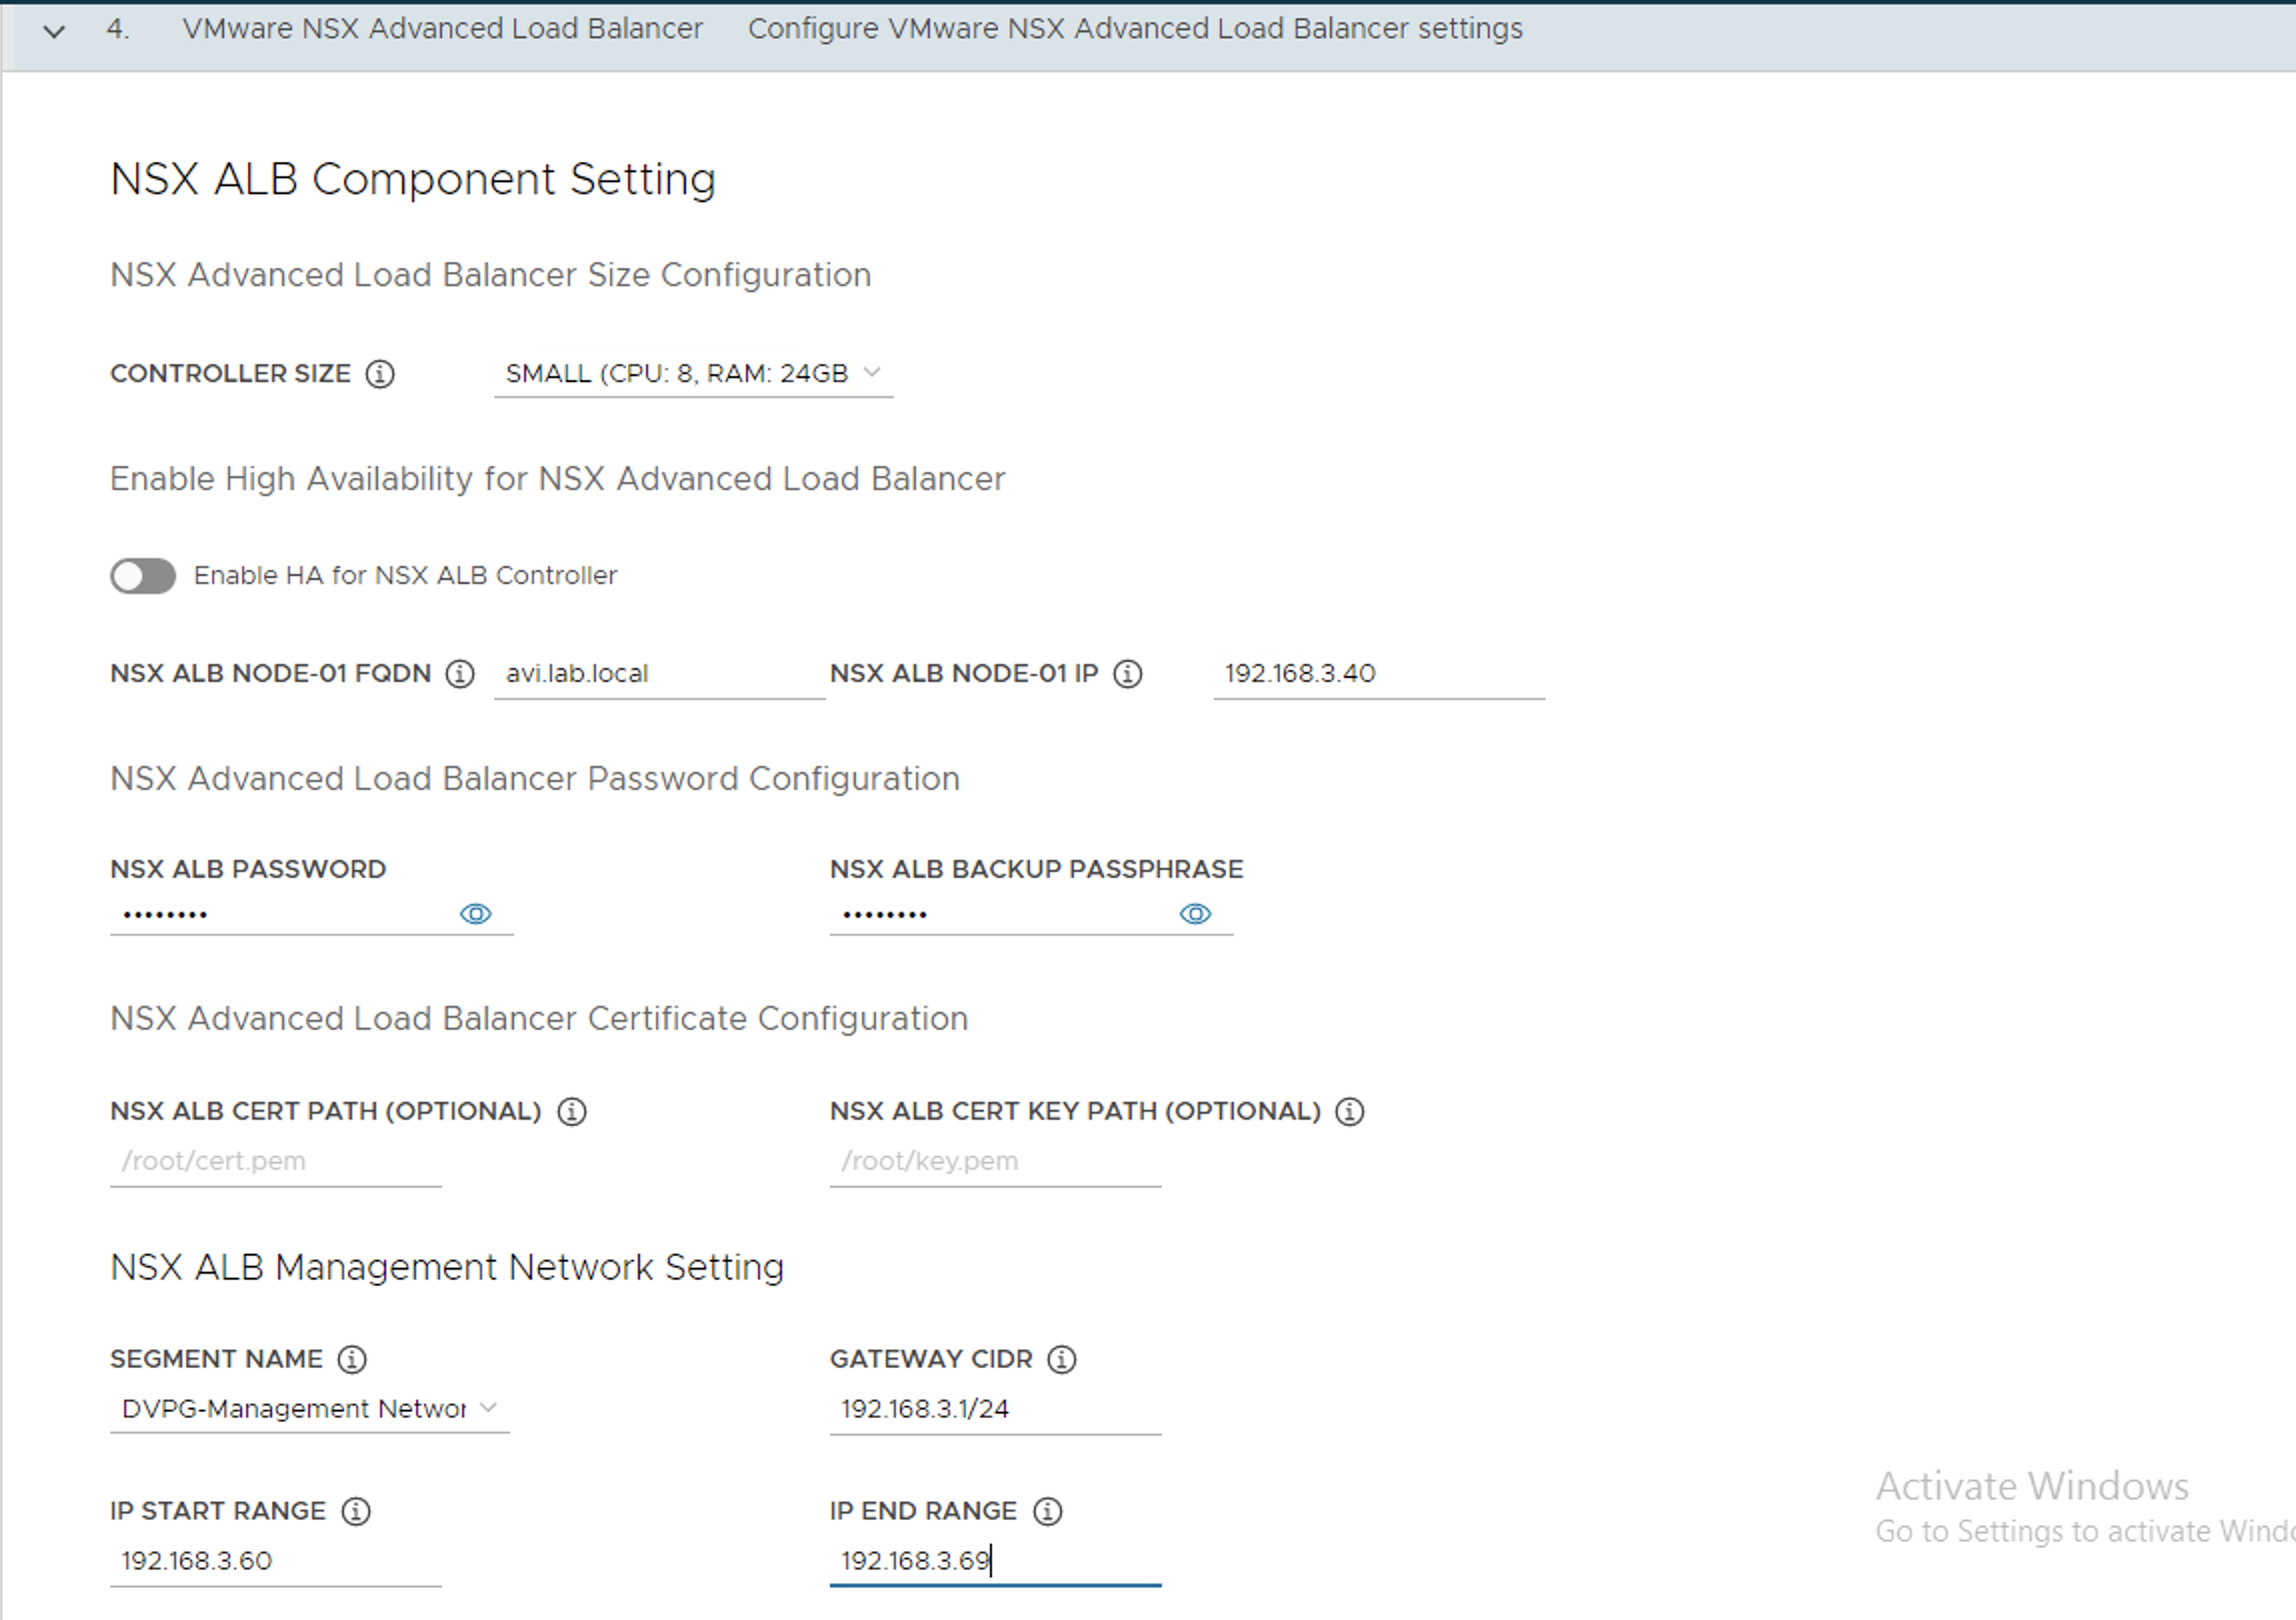 4. VMware NSX Advanced Load Balancer Configure VMware NSX Advanced Load Balancer settings
NSX ALB Component Setting
NSX Advanced Load Balancer Size Configuration
CONTROLLER SIZE SMALL (CPU: 8, RAM: 24GB
Enable High Availability for NSX Advanced Load Balancer
Enable HA for NSX ALB Controller
NSX ALB NODE-01 FQDN avi.lab.local NSX ALB NODE-01 IP 192.168.3.40
NSX Advanced Load Balancer Password Configuration
NSX ALB PASSWORD NSX ALB BACKUP PASSPHRASE
•••••••• ••••••••
NSX Advanced Load Balancer Certificate Configuration
NSX ALB CERT PATH (OPTIONAL) NSX ALB CERT KEY PATH (OPTIONAL)
/root/cert.pem /root/key.pem
NSX ALB Management Network Setting
SEGMENT NAME GATEWAY CIDR
DVPG-Management Networ 192.168.3.1/24
IP START RANGE IP END RANGE
192.168.3.60 192.168.3.69
Activate Windows
Go to Settings to activate Windo